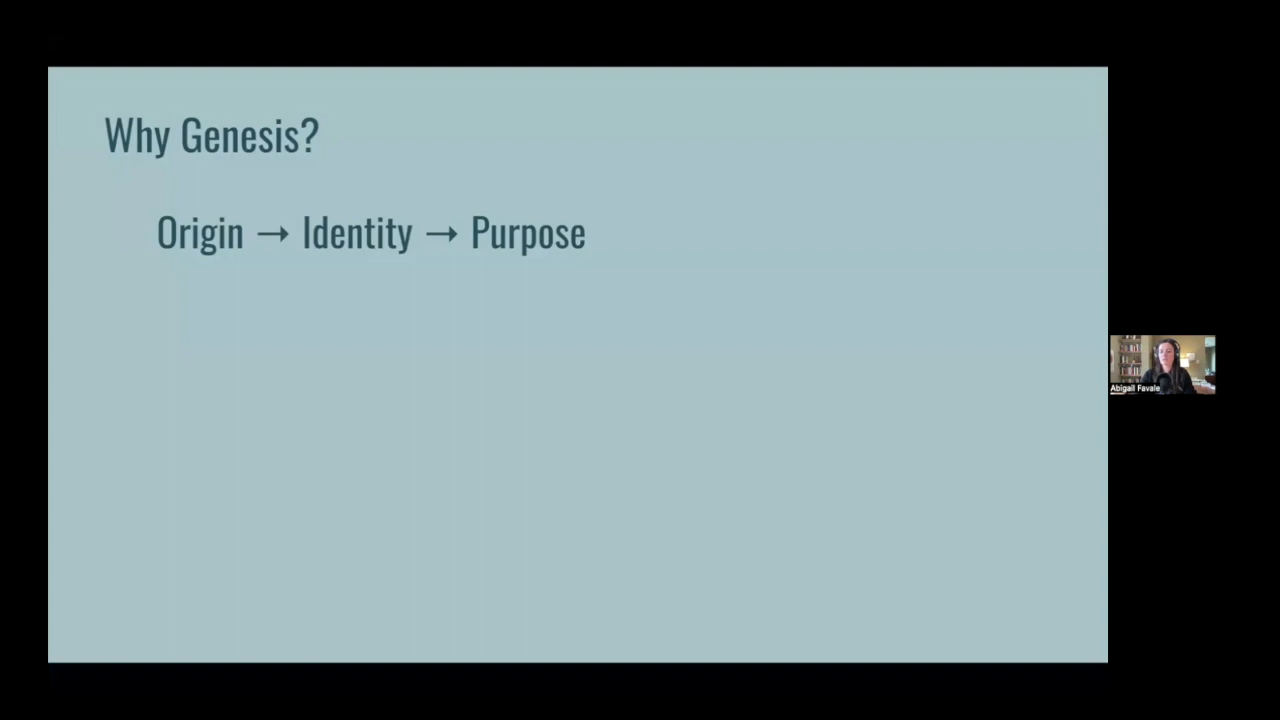 Why Genesis?
Origin → Identity → Purpose
Abigail Favale